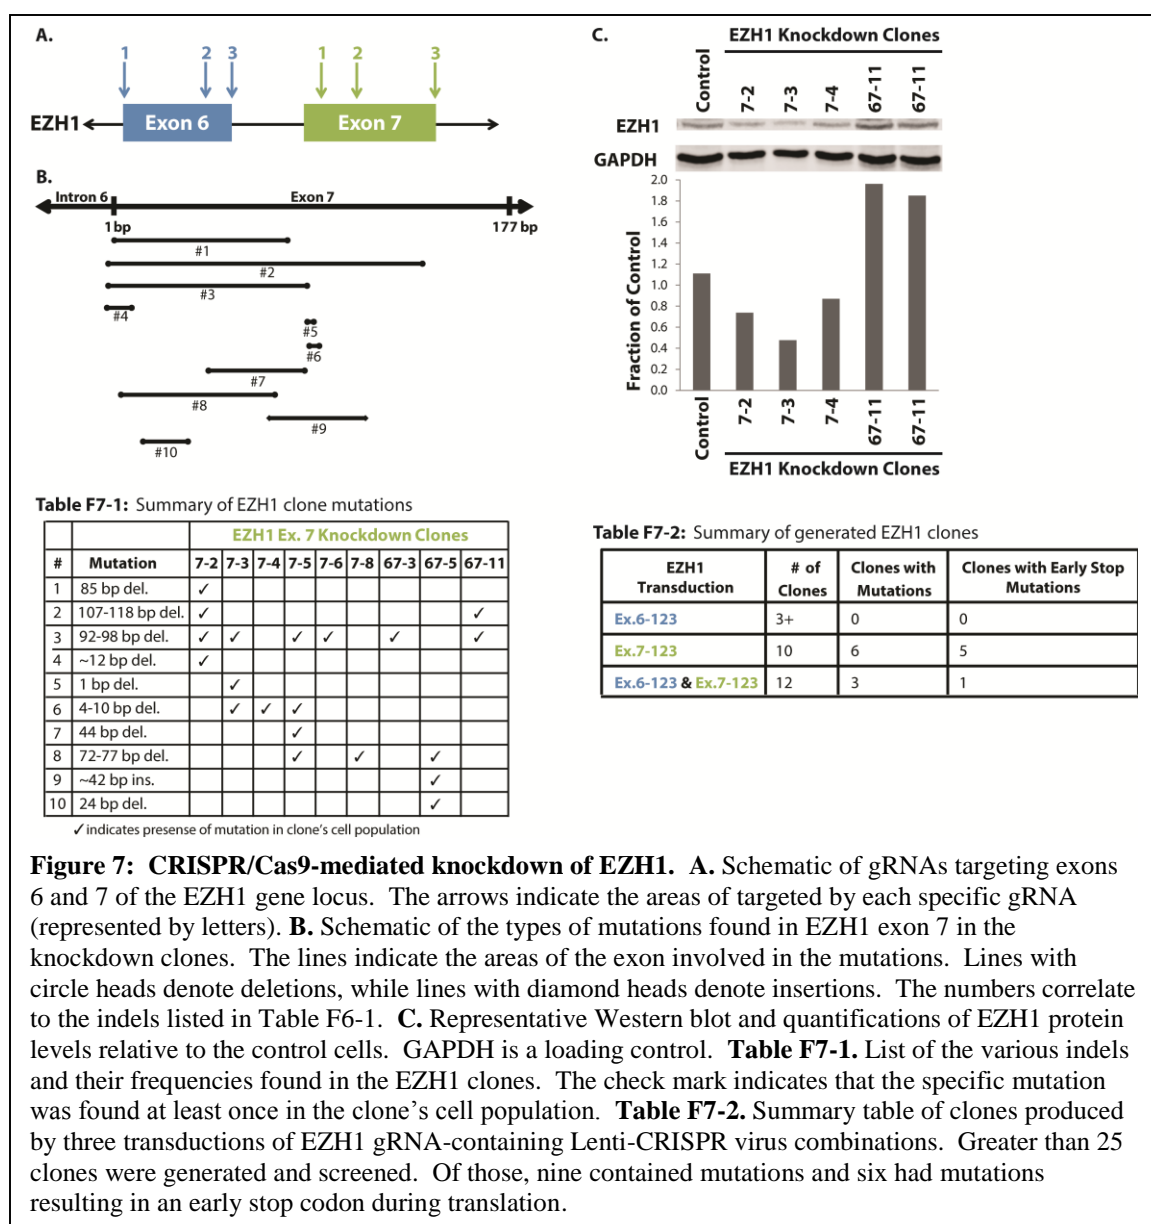 A.
1 2 3 1 2 3
EZH1 Exon 6 Exon 7
B.
Intron 6 Exon 7
1 bp 177 bp
#1
#2
#3
#4
#5
#6
#7
#8
#9
#10
C. EZH1 Knockdown Clones
Control 7-2 7-3 7-4 67-11 67-11
EZH1
GAPDH
Fraction of Control
2.0
1.8
1.6
1.4
1.2
1.0
0.8
0.6
0.4
0.2
0.0
Control 7-2 7-3 7-4 67-11 67-11
EZH1 Knockdown Clones
Table F7-1: Summary of EZH1 clone mutations
EZH1 Ex. 7 Knockdown Clones
# Mutation 7-2 7-3 7-4 7-5 7-6 7-8 67-3 67-5 67-11
1 85 bp del. ✓
2 107-118 bp del. ✓ ✓
3 92-98 bp del. ✓ ✓ ✓ ✓ ✓ ✓
4 ~12 bp del. ✓
5 1 bp del. ✓
6 4-10 bp del. ✓ ✓ ✓
7 44 bp del. ✓
8 72-77 bp del. ✓ ✓ ✓
9 ~42 bp ins. ✓
10 24 bp del. ✓
✓ indicates presense of mutation in clone's cell population
Table F7-2: Summary of generated EZH1 clones
EZH1 Transduction # of Clones Clones with Mutations Clones with Early Stop Mutations
Ex.6-123 3+ 0 0
Ex.7-123 10 6 5
Ex.6-123 & Ex.7-123 12 3 1
Figure 7: CRISPR/Cas9-mediated knockdown of EZH1. A. Schematic of gRNAs targeting exons
6 and 7 of the EZH1 gene locus. The arrows indicate the areas of targeted by each specific gRNA
(represented by letters). B. Schematic of the types of mutations found in EZH1 exon 7 in the
knockdown clones. The lines indicate the areas of the exon involved in the mutations. Lines with
circle heads denote deletions, while lines with diamond heads denote insertions. The numbers correlate
to the indels listed in Table F6-1. C. Representative Western blot and quantifications of EZH1 protein
levels relative to the control cells. GAPDH is a loading control. Table F7-1. List of the various indels
and their frequencies found in the EZH1 clones. The check mark indicates that the specific mutation
was found at least once in the clone's cell population. Table F7-2. Summary table of clones produced
by three transductions of EZH1 gRNA-containing Lenti-CRISPR virus combinations. Greater than 25
clones were generated and screened. Of those, nine contained mutations and six had mutations
resulting in an early stop codon during translation.